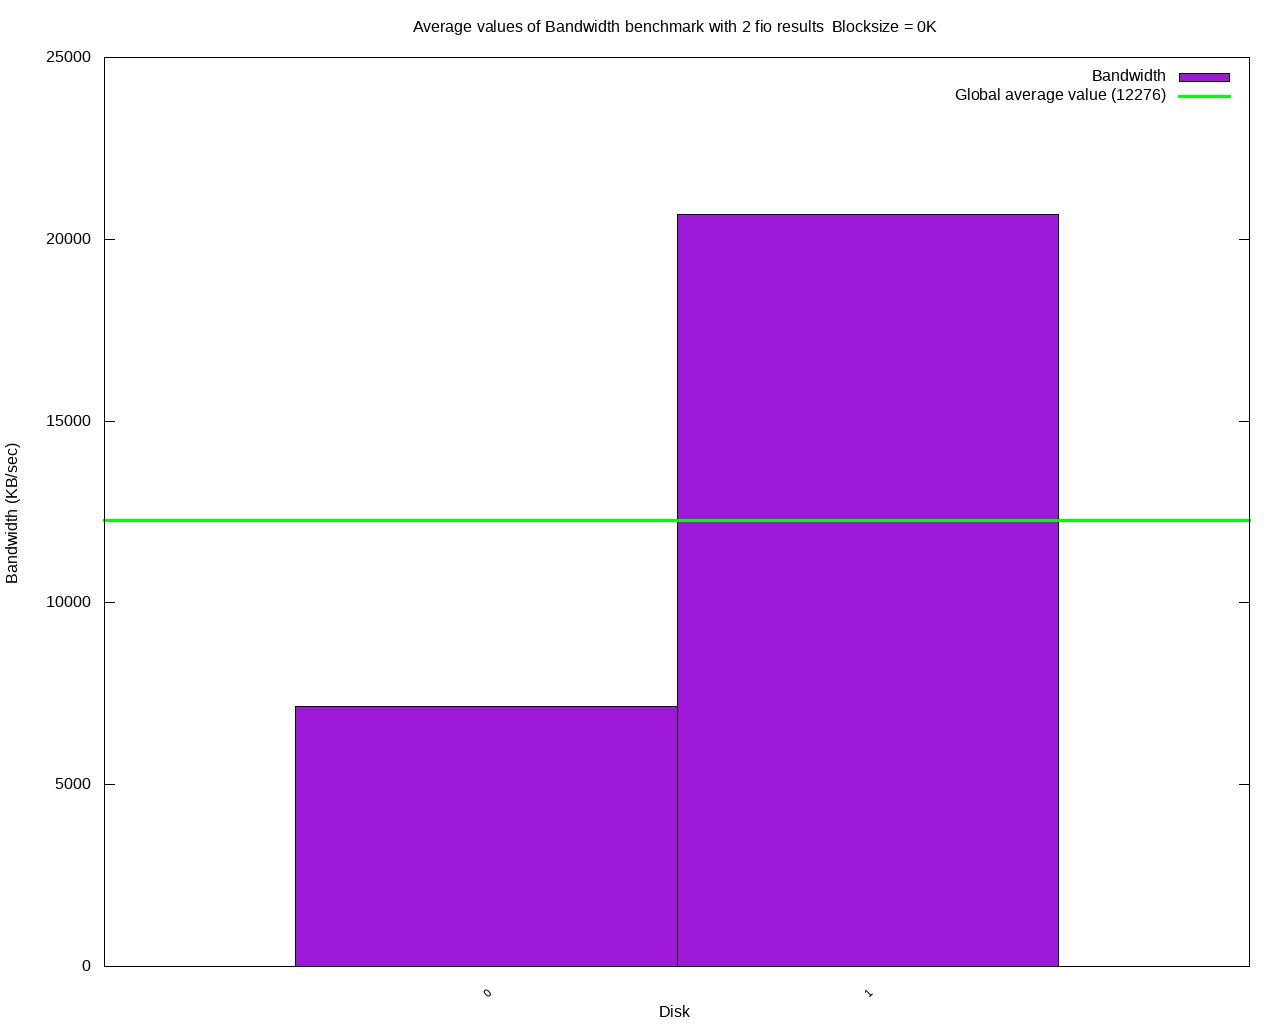 Average values of Bandwidth benchmark with 2 fio results  Blocksize = 0K
25000
20000
15000
10000
5000
0
Bandwidth (KB/sec)
Bandwidth
Global average value (12276)
0
1
Disk